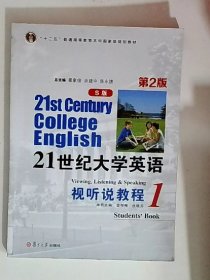 "十二五"普通高等教育本科国家级规划教材
第2版
S版
21st Century
College
English
21世纪大学英语
Viewing, Listening & Speaking
视听说教程 1
Students' Book
复旦大学出版社